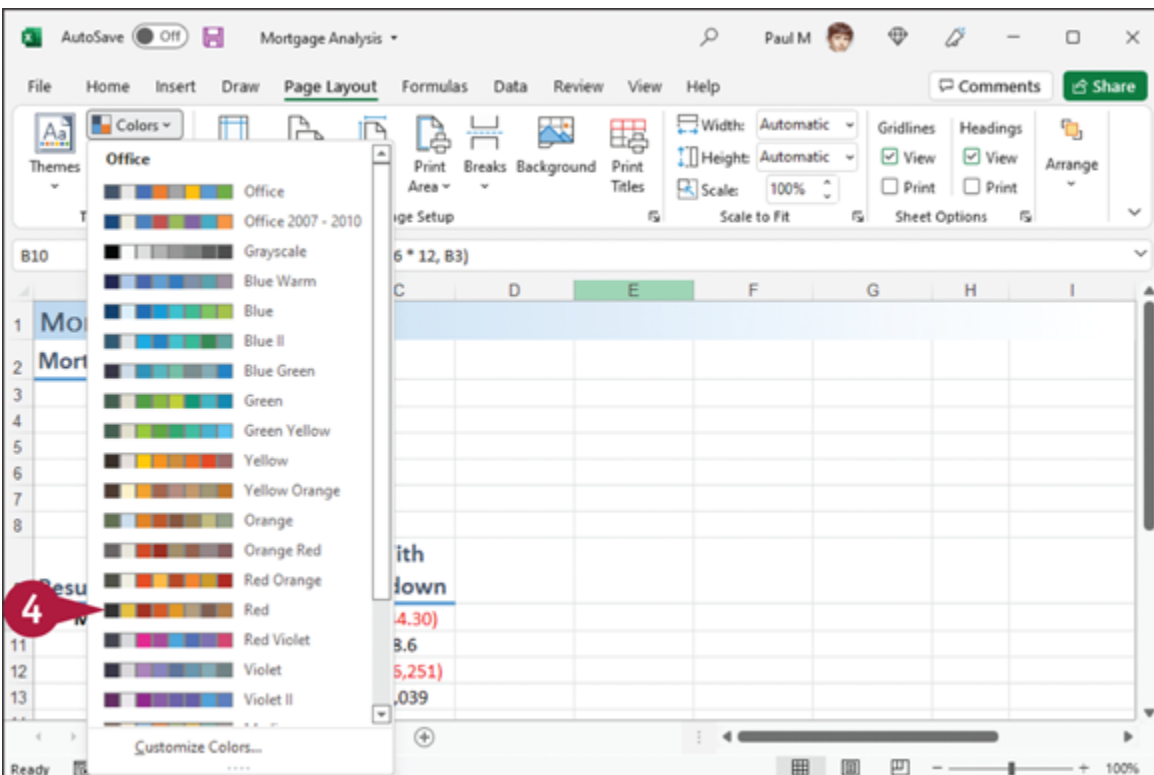 AutoSave Off Mortgage Analysis Paul M
File Home Insert Draw Page Layout Formulas Data Review View Help Comments Share
Aa Colors Width: Automatic Gridlines Headings
Themes Print Breaks Background Print Height: Automatic View View Arrange
Area Titles Scale: 100% Print Print
T ge Setup Scale to Fit Sheet Options
Office
Office
Office 2007 - 2010
Grayscale
Blue Warm
Blue
Blue II
Blue Green
Green
Green Yellow
Yellow
Yellow Orange
Orange
Orange Red
Red Orange
Red
Red Violet
Violet
Violet II
Customize Colors...
B10 6 * 12, B3)
C D E F G H I
1 Mo
2 Mort
3
4
5
6
7
8
ith
Resu down
4
4.30)
11 8.6
12 5,251)
13 ,039
Ready 100%